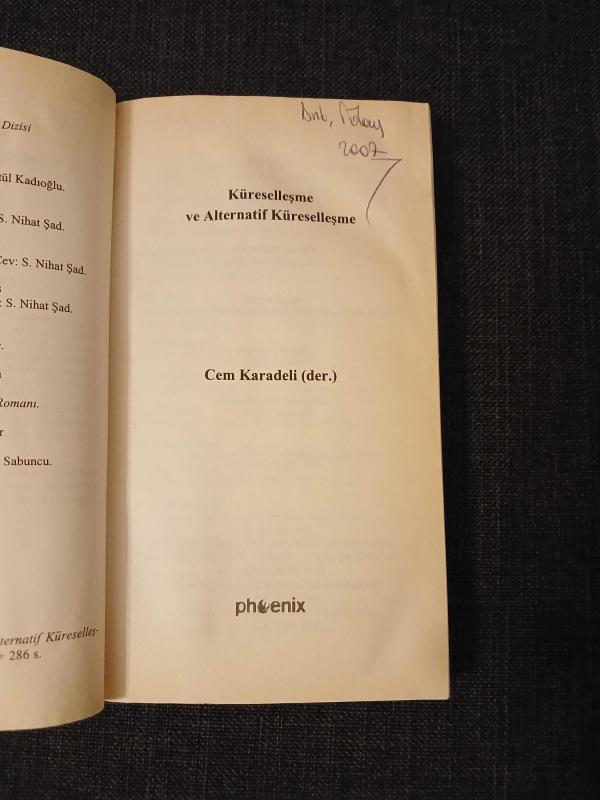 Dizisi
tül Kadıoğlu.
S. Nihat Şad.
Çev: S. Nihat Şad.
: S. Nihat Şad.
Romanı.
Sabuncu.
lternatif Küreselleş-
+ 286 s.
2007
Küreselleşme
ve Alternatif Küreselleşme
Cem Karadeli (der.)
phoenix